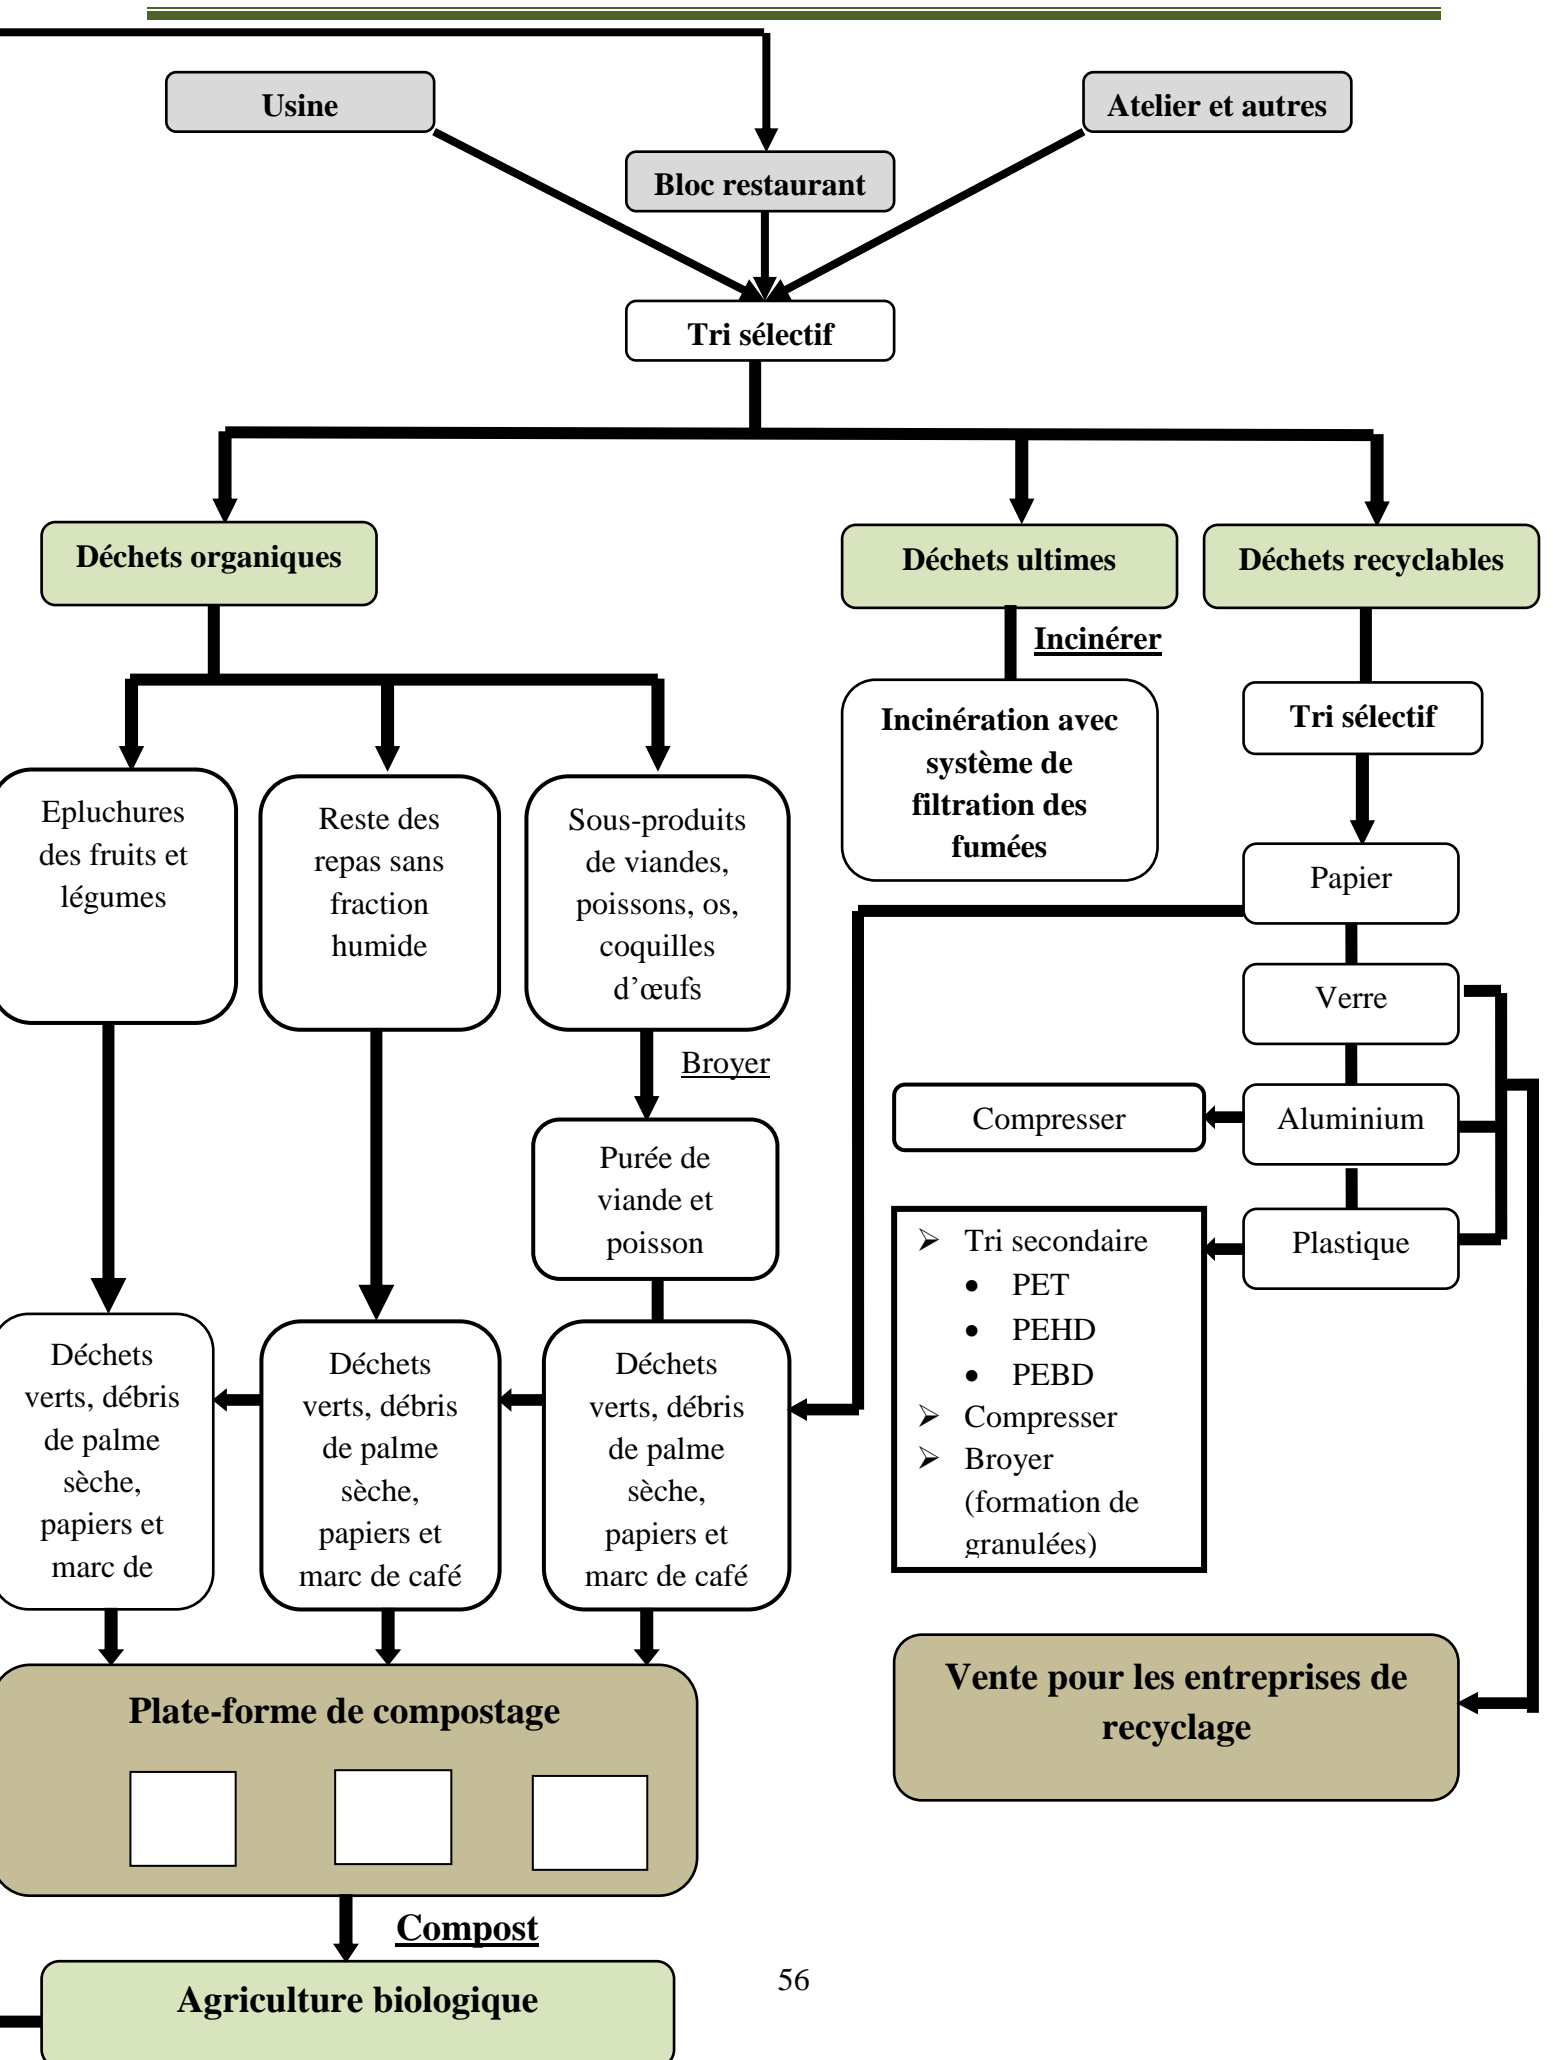 Usine
Atelier et autres
Bloc restaurant
Tri sélectif
Déchets organiques
Déchets ultimes
Déchets recyclables
Incinérer
Incinération avec
système de
filtration des
fumées
Tri sélectif
Epluchures
des fruits et
légumes
Reste des
repas sans
fraction
humide
Sous-produits
de viandes,
poissons, os,
coquilles
d’œufs
Papier
Verre
Broyer
Compresser
Aluminium
Purée de
viande et
poisson
➢ Tri secondaire
• PET
• PEHD
• PEBD
➢ Compresser
➢ Broyer
(formation de
granulées)
Plastique
Déchets
verts, débris
de palme
sèche,
papiers et
marc de
Déchets
verts, débris
de palme
sèche,
papiers et
marc de café
Déchets
verts, débris
de palme
sèche,
papiers et
marc de café
Plate-forme de compostage
Vente pour les entreprises de
recyclage
Compost
Agriculture biologique
56